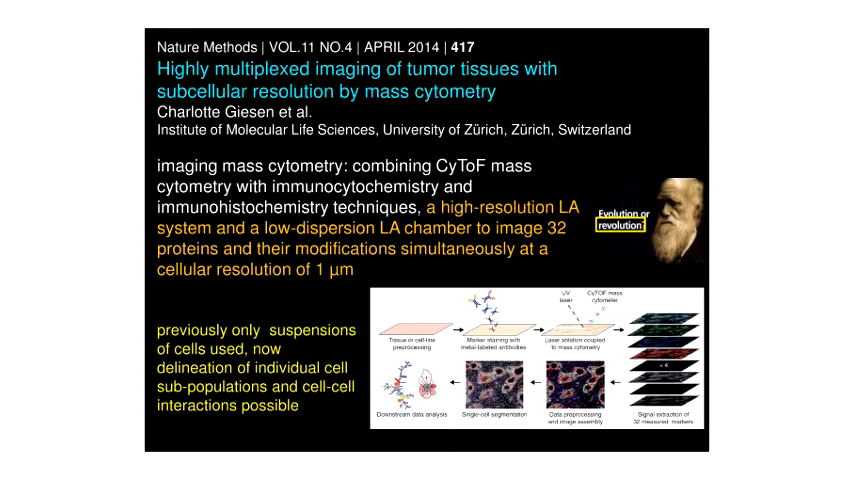 Nature Methods | VOL.11 NO.4 | APRIL 2014 | 417
Highly multiplexed imaging of tumor tissues with
subcellular resolution by mass cytometry
Charlotte Giesen et al.
Institute of Molecular Life Sciences, University of Zürich, Zürich, Switzerland
imaging mass cytometry: combining CyToF mass
cytometry with immunocytochemistry and
immunohistochemistry techniques, a high-resolution LA
system and a low-dispersion LA chamber to image 32
proteins and their modifications simultaneously at a
cellular resolution of 1 µm
Evolution or
revolution?
previously only suspensions
of cells used, now
delineation of individual cell
sub-populations and cell-cell
interactions possible
UV
laser
CyTOF mass
cytometer
Tissue or cell-line
preprocessing
Marker staining with
metal-labeled antibodies
Laser ablation coupled
to mass cytometry
× 4
Downstream data analysis
Single-cell segmentation
Data preprocessing
and image assembly
Signal extraction of
32 measured markers